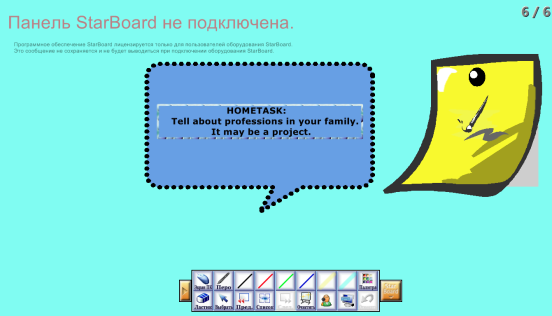 Панель StarBoard не подключена.
6 / 6
Программное обеспечение StarBoard лицензируется только для пользователей оборудования StarBoard.
Это сообщение не сохраняется и не будет выводиться при подключении оборудования StarBoard.
HOMETASK:
Tell about professions in your family.
It may be a project.
Перо
Ластик
Выбрать
Пред.